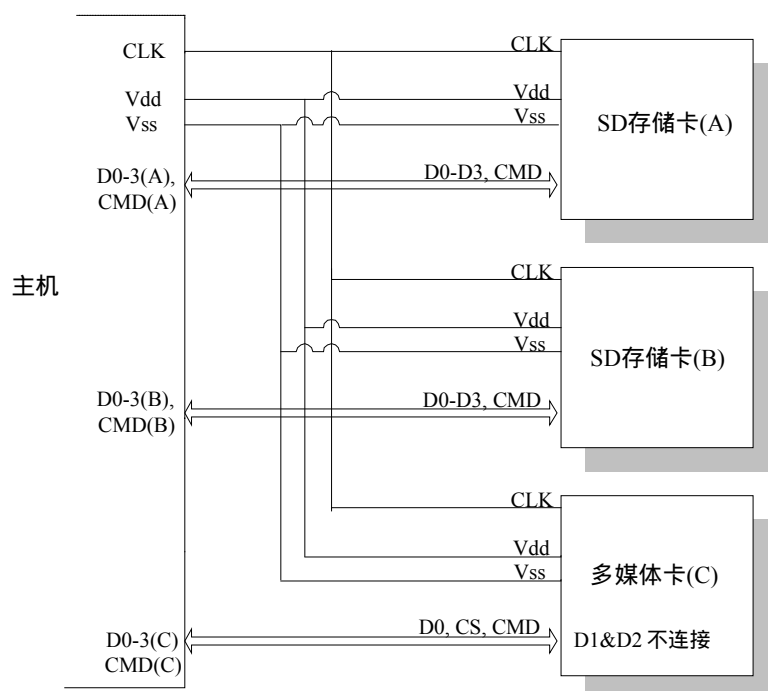 CLK
CLK
Vdd
Vdd
Vss
Vss
SD存储卡(A)
D0-3(A),
CMD(A)
D0-D3, CMD
主机
CLK
Vdd
Vss
SD存储卡(B)
D0-3(B),
CMD(B)
D0-D3, CMD
CLK
Vdd
Vss
多媒体卡(C)
D0-3(C)
CMD(C)
D0, CS, CMD
D1&D2 不连接